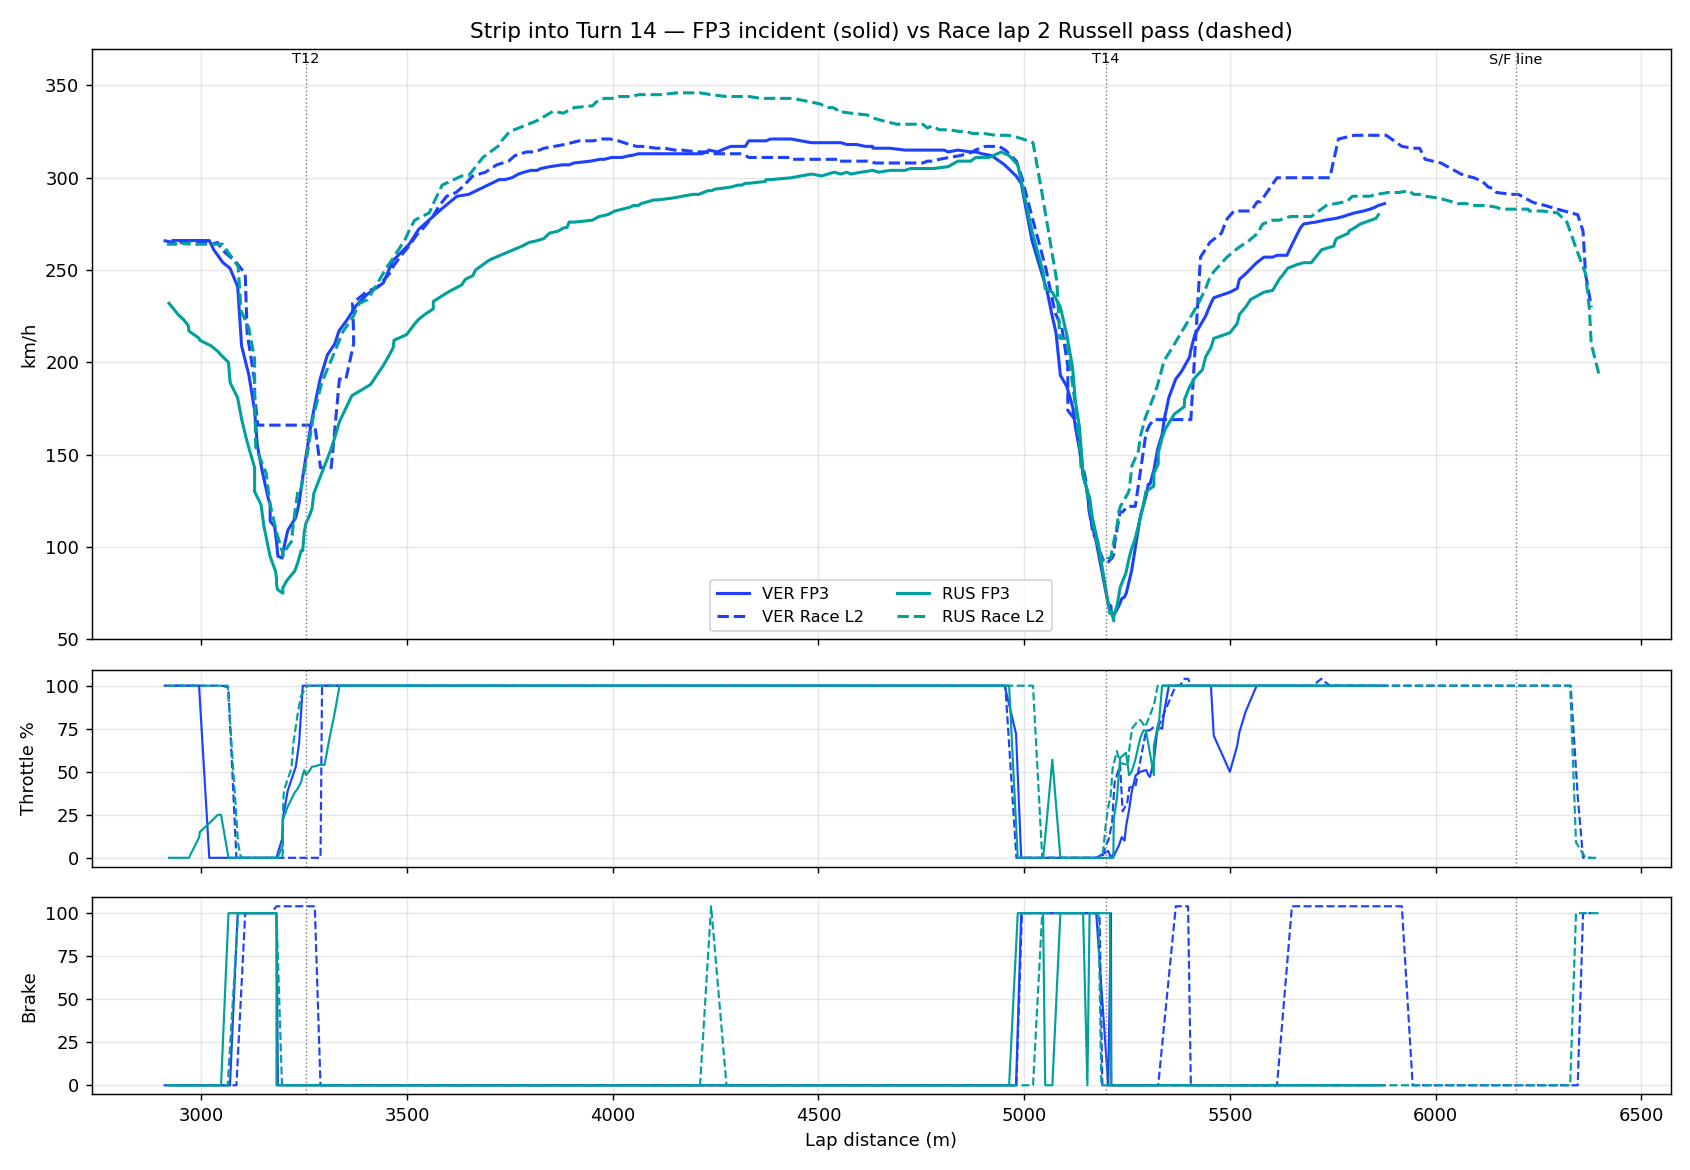 Strip into Turn 14 — FP3 incident (solid) vs Race lap 2 Russell pass (dashed)
T12
T14
S/F line
350
300
250
200
150
100
50
km/h
VER FP3
VER Race L2
RUS FP3
RUS Race L2
100
75
50
25
0
Throttle %
100
75
50
25
0
Brake
3000
3500
4000
4500
5000
5500
6000
6500
Lap distance (m)